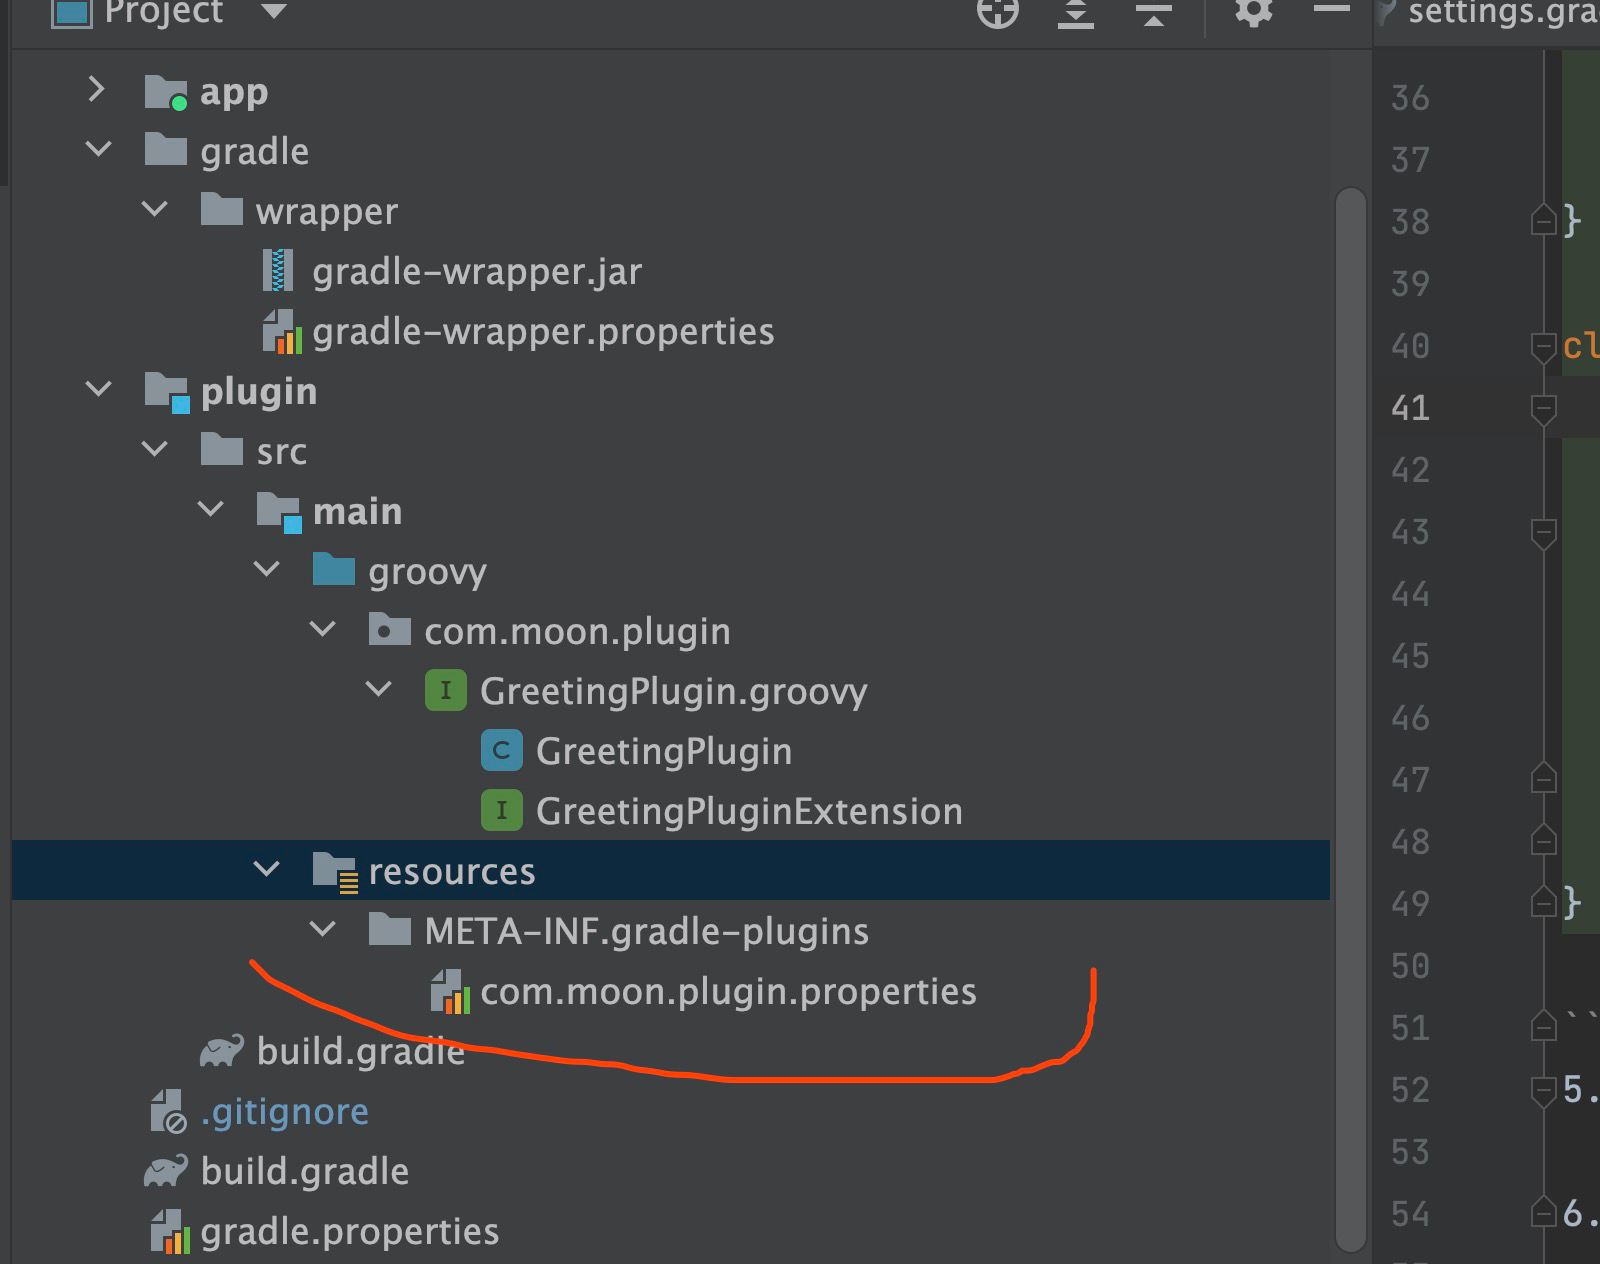 Project
settings.gra
app
gradle
wrapper
gradle-wrapper.jar
gradle-wrapper.properties
plugin
src
main
groovy
com.moon.plugin
I GreetingPlugin.groovy
C GreetingPlugin
I GreetingPluginExtension
resources
META-INF.gradle-plugins
com.moon.plugin.properties
build.gradle
.gitignore
build.gradle
gradle.properties
36
37
38 }
39
40 cl
41
42
43
44
45
46
47
48
49 }
50
51 ``
52 5.
53
54 6.